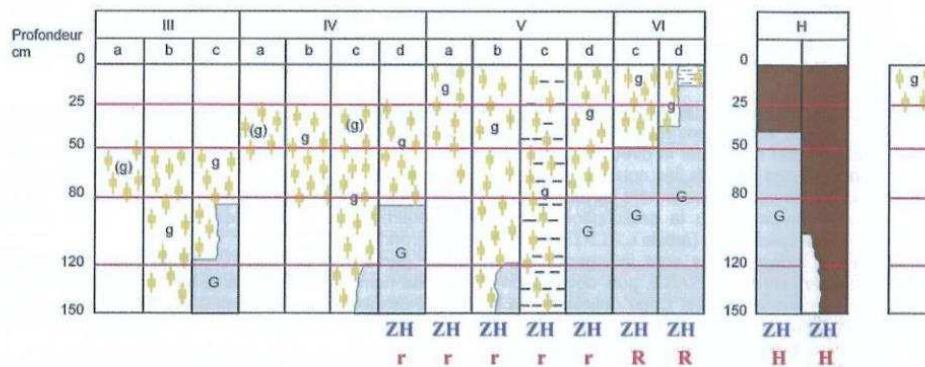 III IV V VI H
Profondeur
cm
a b c a b c d a b c d c d
0 0
g g g g
25 25
(g) g (g) g g g
50 50
(g) g g
80 80
g g G G G
g G G
120 120
G
150 150
ZH ZH ZH ZH ZH ZH ZH ZH ZH
r r r r r R R H H